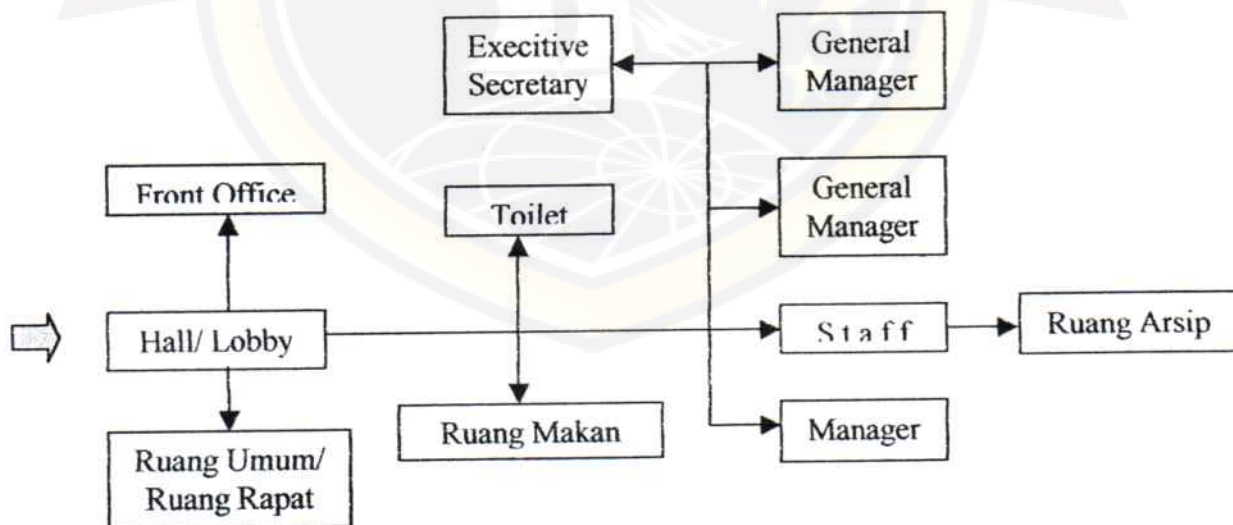 Execitive
Secretary
General
Manager
Front Office
Toilet
General
Manager
Hall/ Lobby
S t a f f
Ruang Arsip
Ruang Umum/
Ruang Rapat
Ruang Makan
Manager